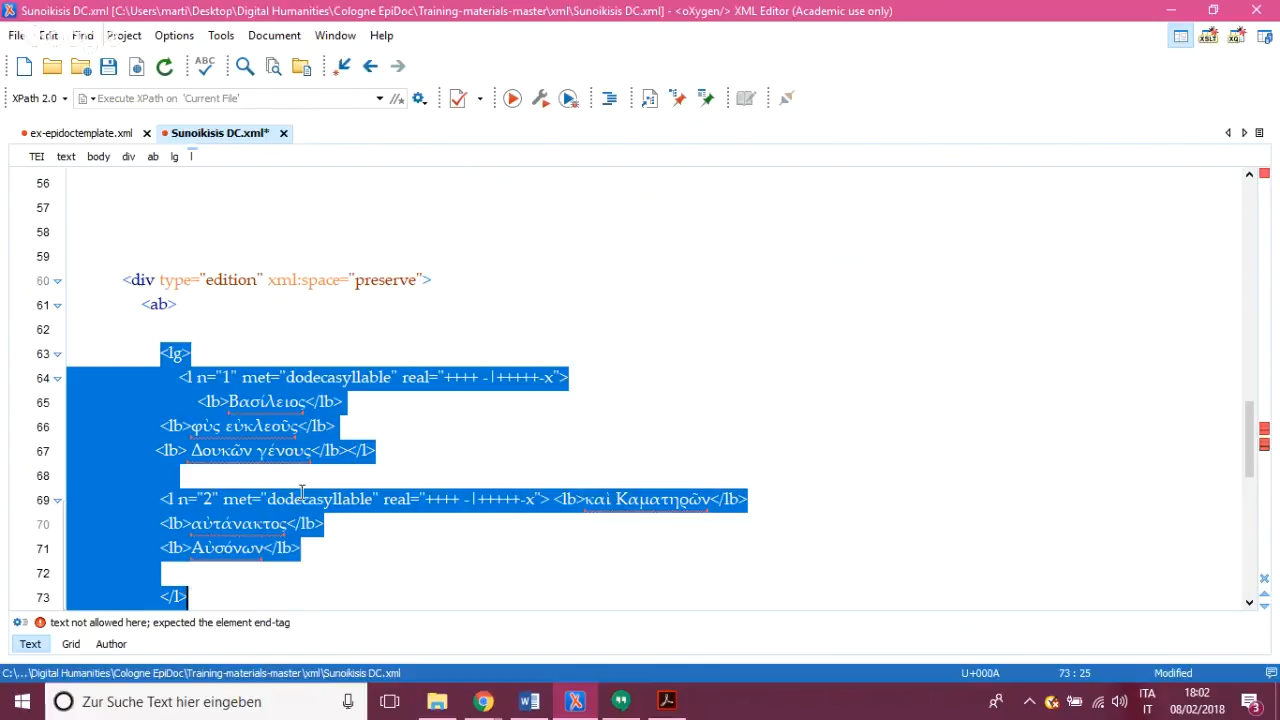 Sunoikisis DC.xml [C:\Users\marti\Desktop\Digital Humanities\Cologne EpiDoc\Training-materials-master\xml\Sunoikisis DC.xml] - <oXygen/> XML Editor (Academic use only)
File Edit Find Project Options Tools Document Window Help
XSLT XQ
ABC
XPath 2.0 Execute XPath on 'Current File'
ex-epidoctemplate.xml Sunoikisis DC.xml*
TEI text body div ab lg l
56
57
58
59
60 <div type="edition" xml:space="preserve">
61 <ab>
62
63 <lg>
64 <l n="1" met="dodecasyllable" real="++++ -|+++++-x">
65 <lb>Βασίλειος</lb>
66 <lb>φὺς εὐκλεοῦς</lb>
67 <lb> Δουκῶν γένους</lb></l>
68
69 <l n="2" met="dodecasyllable" real="++++ -|+++++-x"> <lb>καὶ Καματηρῶν</lb>
70 <lb>αὐτάνακτος</lb>
71 <lb>Αὐσόνων</lb>
72
73 </l>
text not allowed here; expected the element end-tag
Text Grid Author
C:\...\Digital Humanities\Cologne EpiDoc\Training-materials-master\xml\Sunoikisis DC.xml U+000A 73 : 25 Modified
Zur Suche Text hier eingeben
ITA 18:02
IT 08/02/2018 3